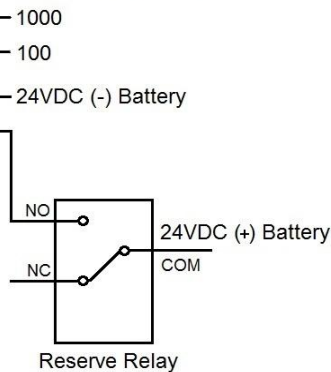 1000
100
24VDC (-) Battery
NO
24VDC (+) Battery
NC
COM
Reserve Relay